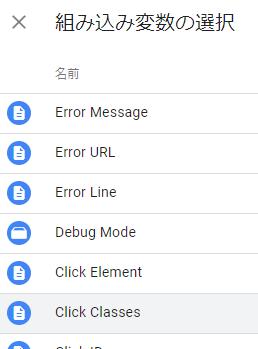 組み込み変数の選択
名前
Error Message
Error URL
Error Line
Debug Mode
Click Element
Click Classes